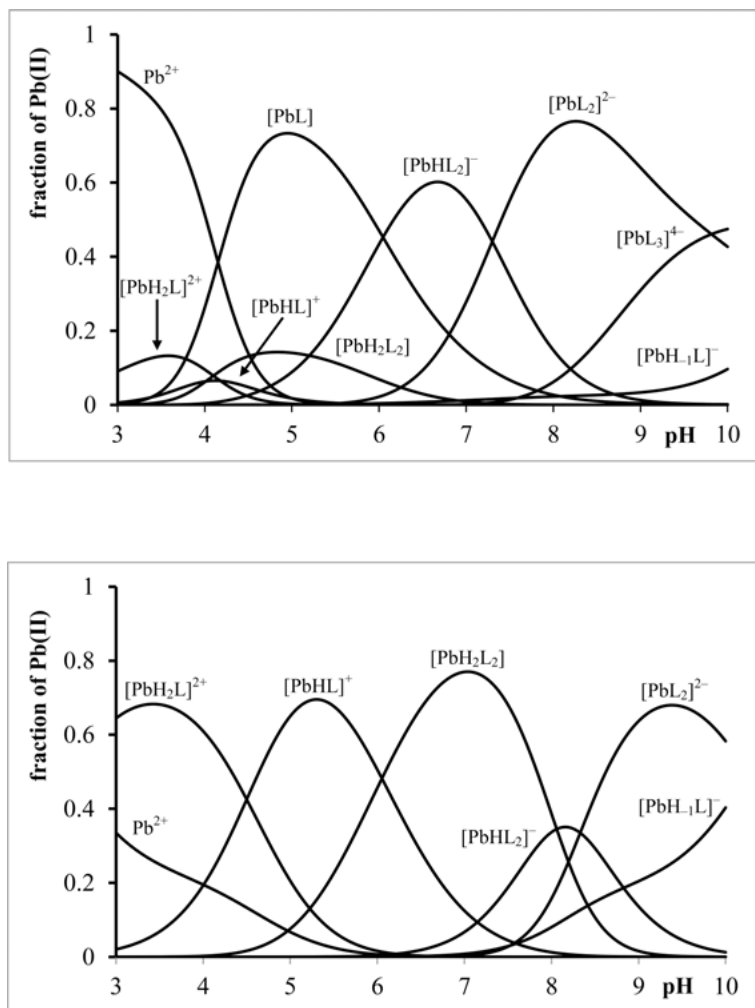 fraction of Pb(II)
1
0.8
0.6
0.4
0.2
0
Pb²⁺
[PbL]
[PbL₂]²⁻
[PbHL₂]⁻
[PbL₃]⁴⁻
[PbH₂L]²⁺
[PbHL]⁺
[PbH₂L₂]
[PbH₋₁L]⁻
3 4 5 6 7 8 9 pH 10
fraction of Pb(II)
1
0.8
0.6
0.4
0.2
0
[PbH₂L]²⁺
[PbHL]⁺
[PbH₂L₂]
[PbL₂]²⁻
Pb²⁺
[PbHL₂]⁻
[PbH₋₁L]⁻
3 4 5 6 7 8 9 pH 10